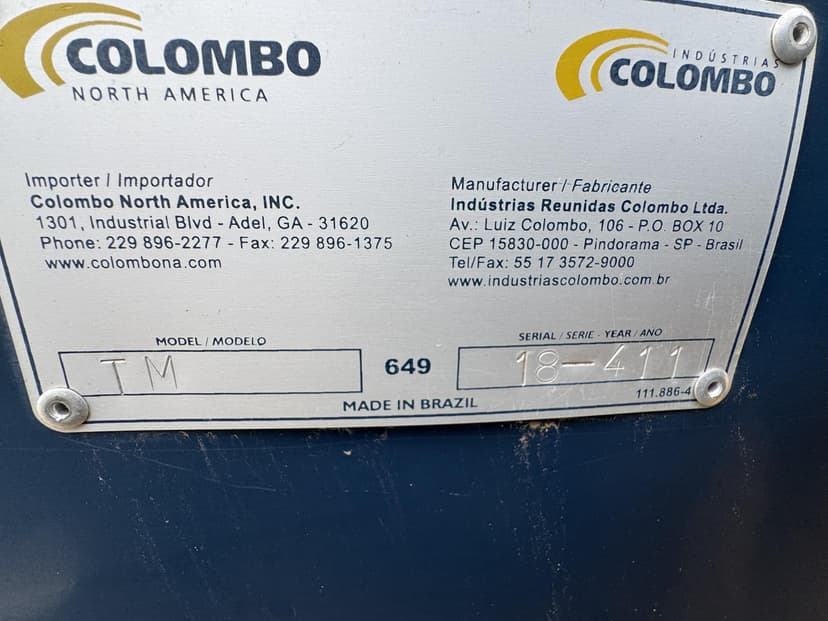 COLOMBO
NORTH AMERICA
INDÚSTRIAS
COLOMBO
Importer / Importador
Colombo North America, INC.
1301, Industrial Blvd - Adel, GA - 31620
Phone: 229 896-2277 - Fax: 229 896-1375
www.colombona.com
Manufacturer / Fabricante
Indústrias Reunidas Colombo Ltda.
Av.: Luiz Colombo, 106 - P.O. BOX 10
CEP 15830-000 - Pindorama - SP - Brasil
Tel/Fax: 55 17 3572-9000
www.industriascolombo.com.br
MODEL / MODELO
TM
649
SERIAL / SERIE - YEAR / ANO
18-411
111.886-4
MADE IN BRAZIL